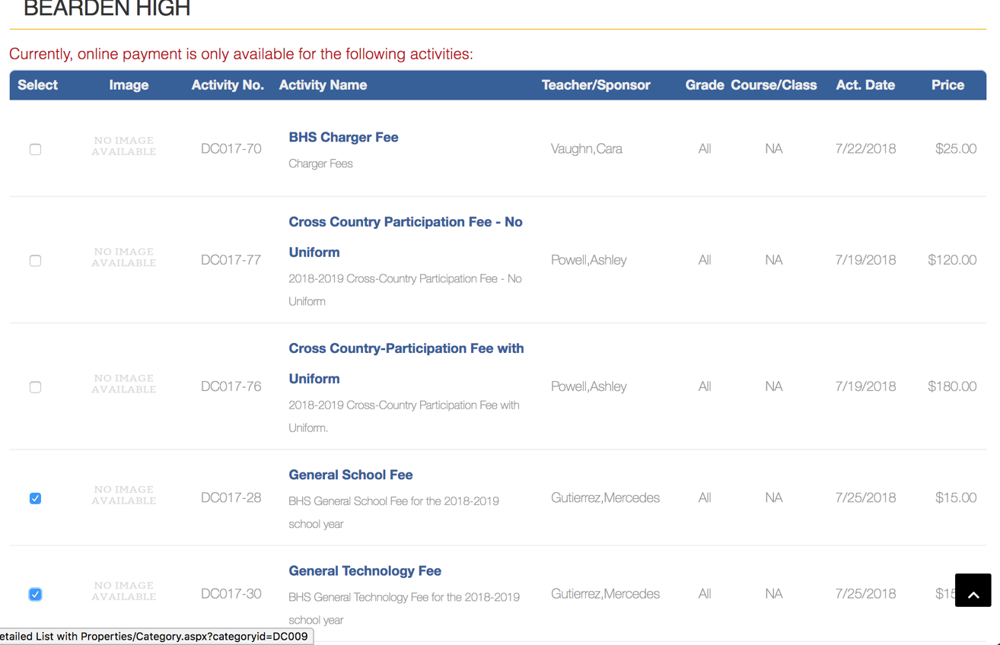 BEARDEN HIGH
Currently, online payment is only available for the following activities:
Select Image Activity No. Activity Name Teacher/Sponsor Grade Course/Class Act. Date Price
NO IMAGE
AVAILABLE
DC017-70
BHS Charger Fee
Charger Fees
Vaughn,Cara All NA 7/22/2018 $25.00
NO IMAGE
AVAILABLE
DC017-77
Cross Country Participation Fee - No
Uniform
2018-2019 Cross-Country Participation Fee - No
Uniform
Powell,Ashley All NA 7/19/2018 $120.00
NO IMAGE
AVAILABLE
DC017-76
Cross Country-Participation Fee with
Uniform
2018-2019 Cross-Country Participation Fee with
Uniform.
Powell,Ashley All NA 7/19/2018 $180.00
NO IMAGE
AVAILABLE
DC017-28
General School Fee
BHS General School Fee for the 2018-2019
school year
Gutierrez,Mercedes All NA 7/25/2018 $15.00
NO IMAGE
AVAILABLE
DC017-30
General Technology Fee
BHS General Technology Fee for the 2018-2019
school year
Gutierrez,Mercedes All NA 7/25/2018
etailed List with Properties/Category.aspx?categoryid=DC009